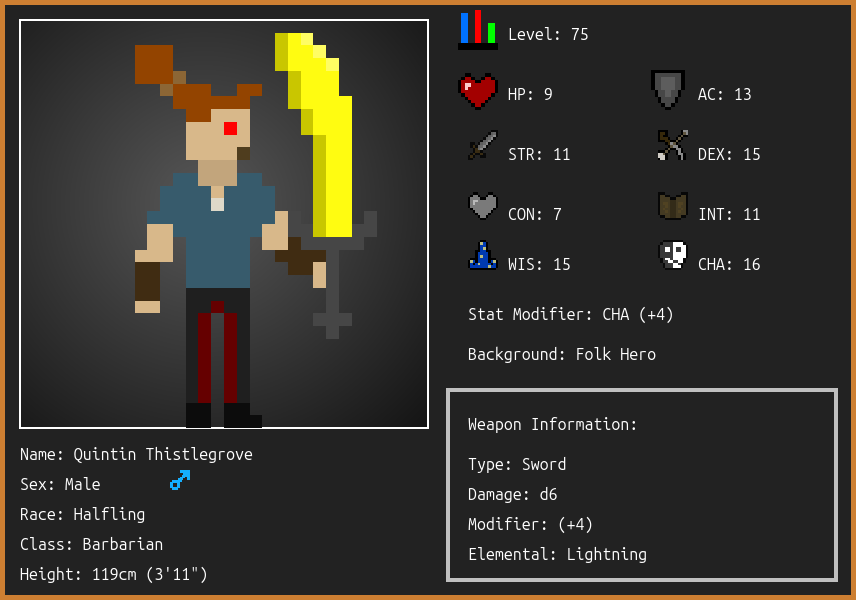 Level: 75
HP: 9
AC: 13
STR: 11
DEX: 15
CON: 7
INT: 11
WIS: 15
CHA: 16
Stat Modifier: CHA (+4)
Background: Folk Hero
Weapon Information:
Type: Sword
Damage: d6
Modifier: (+4)
Elemental: Lightning
Name: Quintin Thistlegrove
Sex: Male
Race: Halfling
Class: Barbarian
Height: 119cm (3'11")